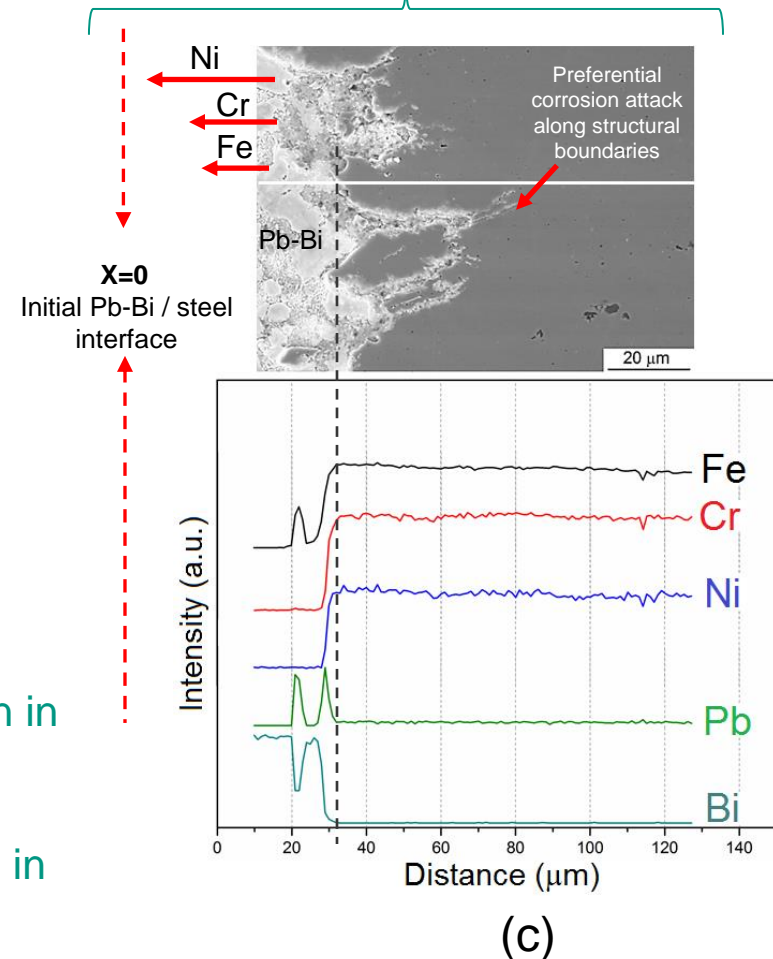 Ni
Cr
Fe
Preferential
corrosion attack
along structural
boundaries
Pb-Bi
X=0
Initial Pb-Bi / steel
interface
20 μm
Fe
Cr
Ni
Pb
Bi
Intensity (a.u.)
0 20 40 60 80 100 120 140
Distance (μm)
(c)
in
in